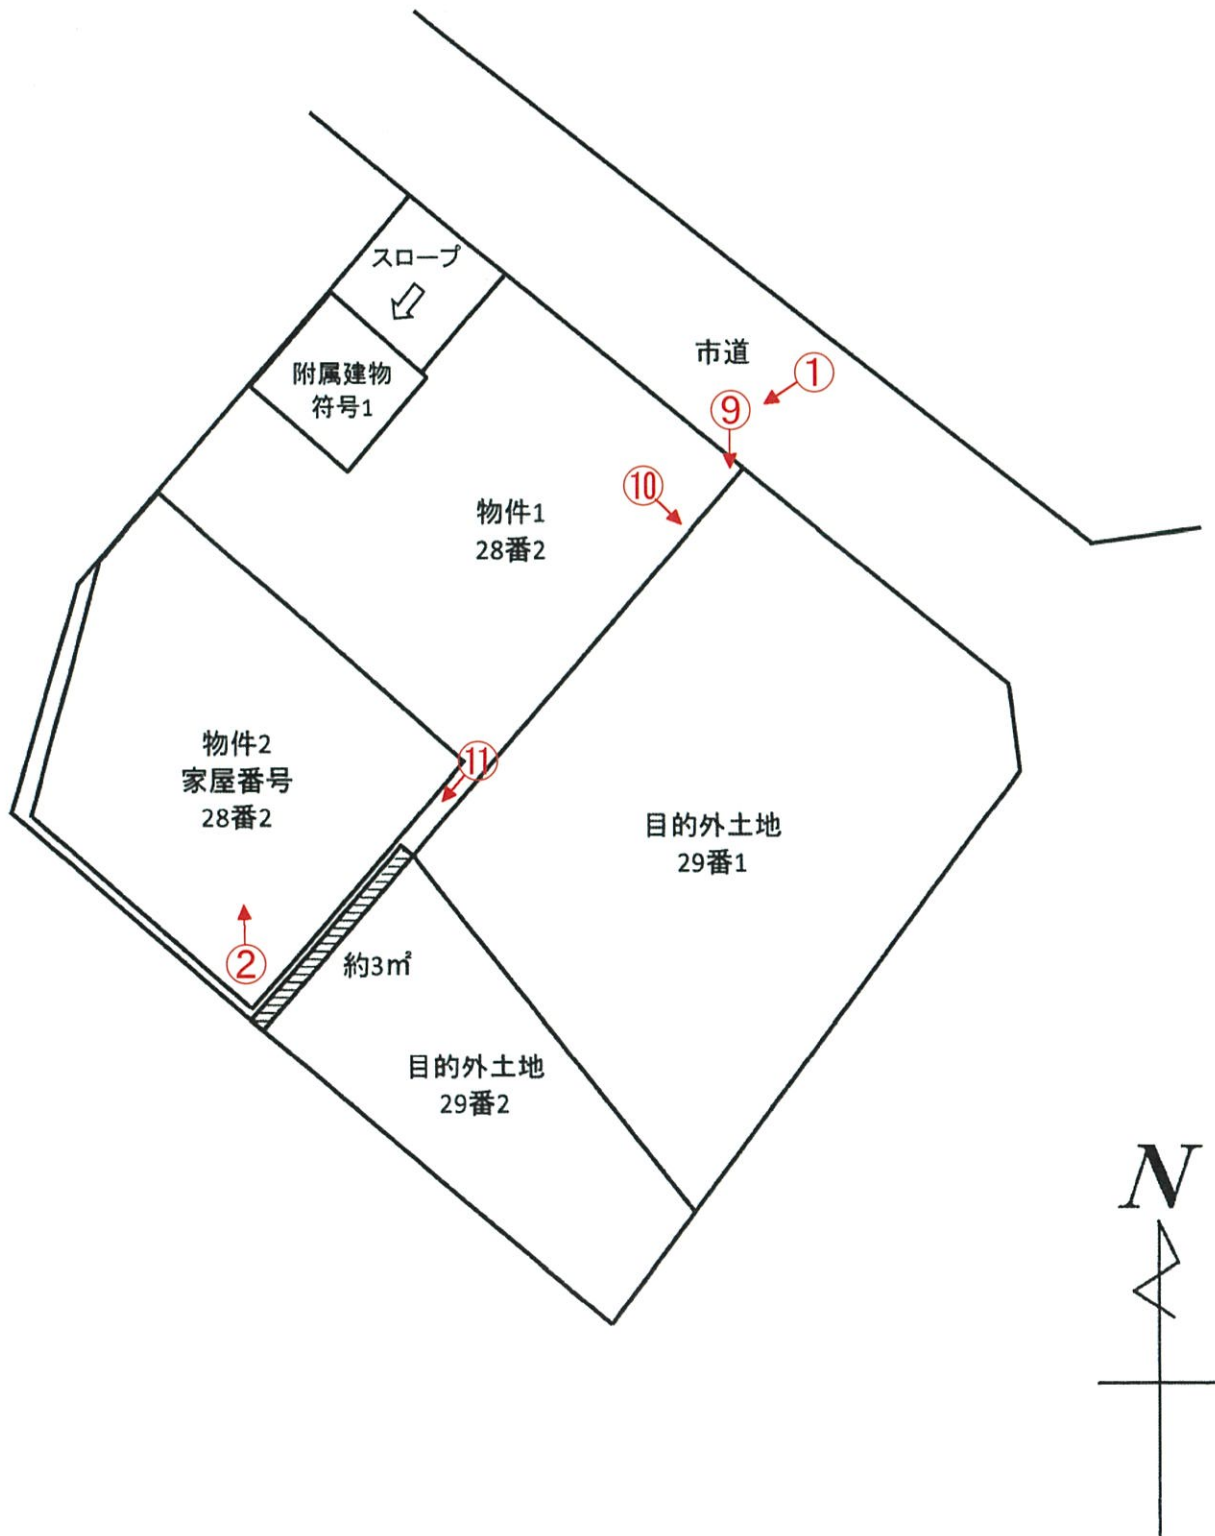 スロープ
附属建物
符号1
市道
①
⑨
⑩
物件1
28番2
物件2
家屋番号
28番2
⑪
目的外土地
29番1
②
約3㎡
目的外土地
29番2
N